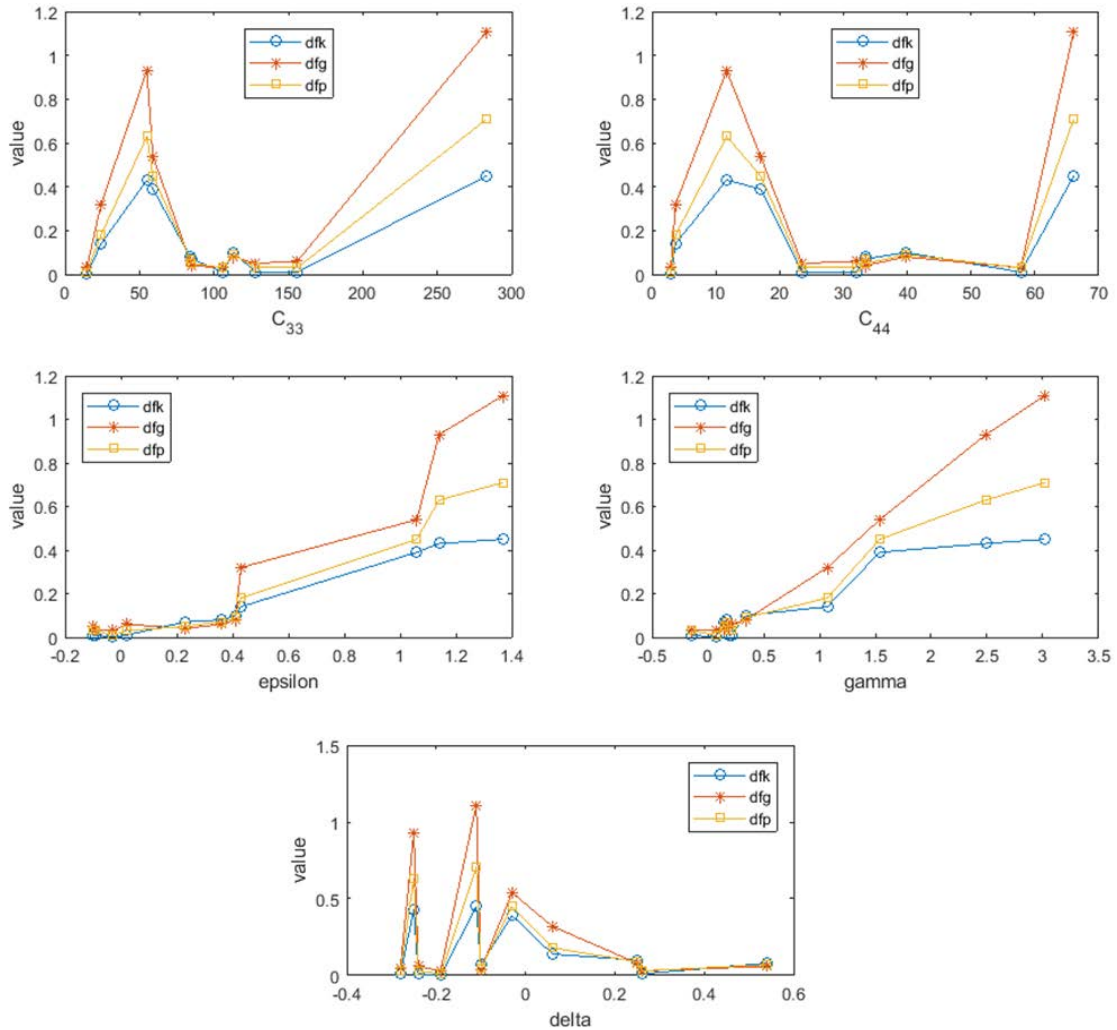 value
1.2
1
0.8
0.6
0.4
0.2
0
dfk
dfg
dfp
0 50 100 150 200 250 300
C33
value
1.2
1
0.8
0.6
0.4
0.2
0
dfk
dfg
dfp
0 10 20 30 40 50 60 70
C44
value
1.2
1
0.8
0.6
0.4
0.2
0
dfk
dfg
dfp
-0.2 0 0.2 0.4 0.6 0.8 1 1.2 1.4
epsilon
value
1.2
1
0.8
0.6
0.4
0.2
0
dfk
dfg
dfp
-0.5 0 0.5 1 1.5 2 2.5 3 3.5
gamma
value
1.5
1
0.5
0
dfk
dfg
dfp
-0.4 -0.2 0 0.2 0.4 0.6
delta